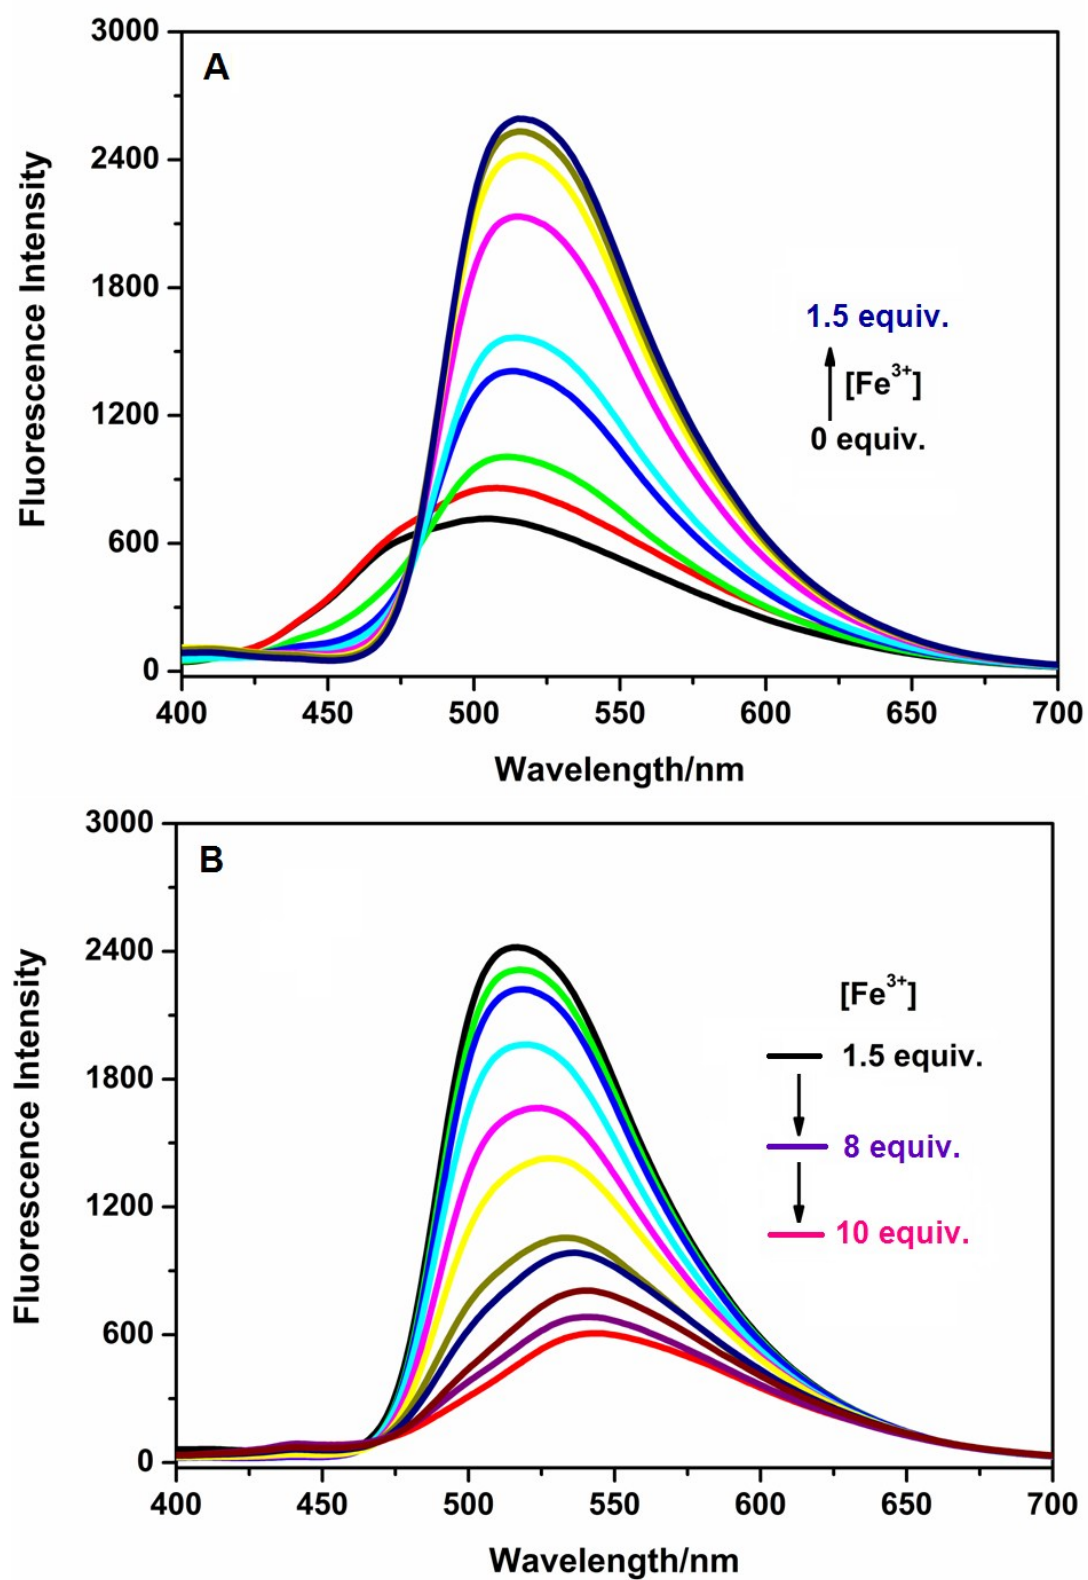 A
3000
2400
1800
1200
600
0
Fluorescence Intensity
1.5 equiv.
[Fe³⁺]
0 equiv.
400 450 500 550 600 650 700
Wavelength/nm
B
3000
2400
1800
1200
600
0
Fluorescence Intensity
[Fe³⁺]
1.5 equiv.
8 equiv.
10 equiv.
400 450 500 550 600 650 700
Wavelength/nm